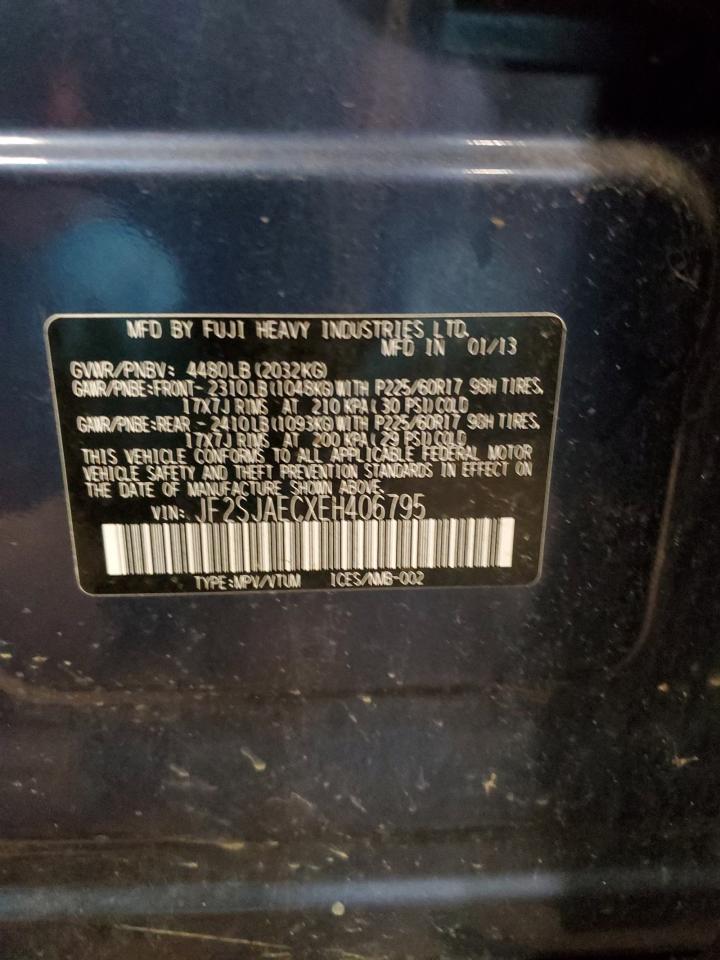 MFD BY FUJI HEAVY INDUSTRIES LTD.
MFD IN 01/13
GVWR/PNBV: 4480LB(2032KG)
GAWR/PNBE:FRONT-2310LB(1048KG)WITH P225/60R17 98H TIRES,
17X7J RIMS AT 210 KPA(30 PSI)COLD
GAWR/PNBE:REAR -2410LB(1093KG)WITH P225/60R17 98H TIRES,
17X7J RIMS AT 200 KPA(29 PSI)COLD
THIS VEHICLE CONFORMS TO ALL APPLICABLE FEDERAL MOTOR
VEHICLE SAFETY AND THEFT PREVENTION STANDARDS IN EFFECT ON
THE DATE OF MANUFACTURE SHOWN ABOVE
VIN: JF2SJAECXEH406795
TYPE:MPV/VTUM ICES/NMB-002